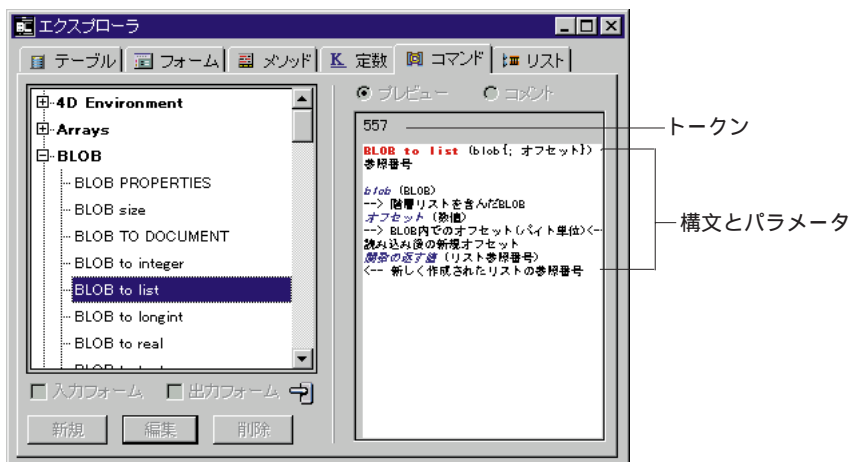 エクスプローラ
テーブル フォーム メソッド K 定数 コマンド リスト
4D Environment
Arrays
BLOB
BLOB PROPERTIES
BLOB size
BLOB TO DOCUMENT
BLOB to integer
BLOB to list
BLOB to longint
BLOB to real
入力フォーム 出力フォーム
新規 編集 削除
プレビュー コメント
557
BLOB to list (blob{; オフセット})
参照番号
blob (BLOB)
--> 階層リストを含んだBLOB
オフセット (数値)
--> BLOB内でのオフセット(バイト単位)<--
読み込み後の新規オフセット
関数の返す値 (リスト参照番号)
<-- 新しく作成されたリストの参照番号
トークン
構文とパラメータ